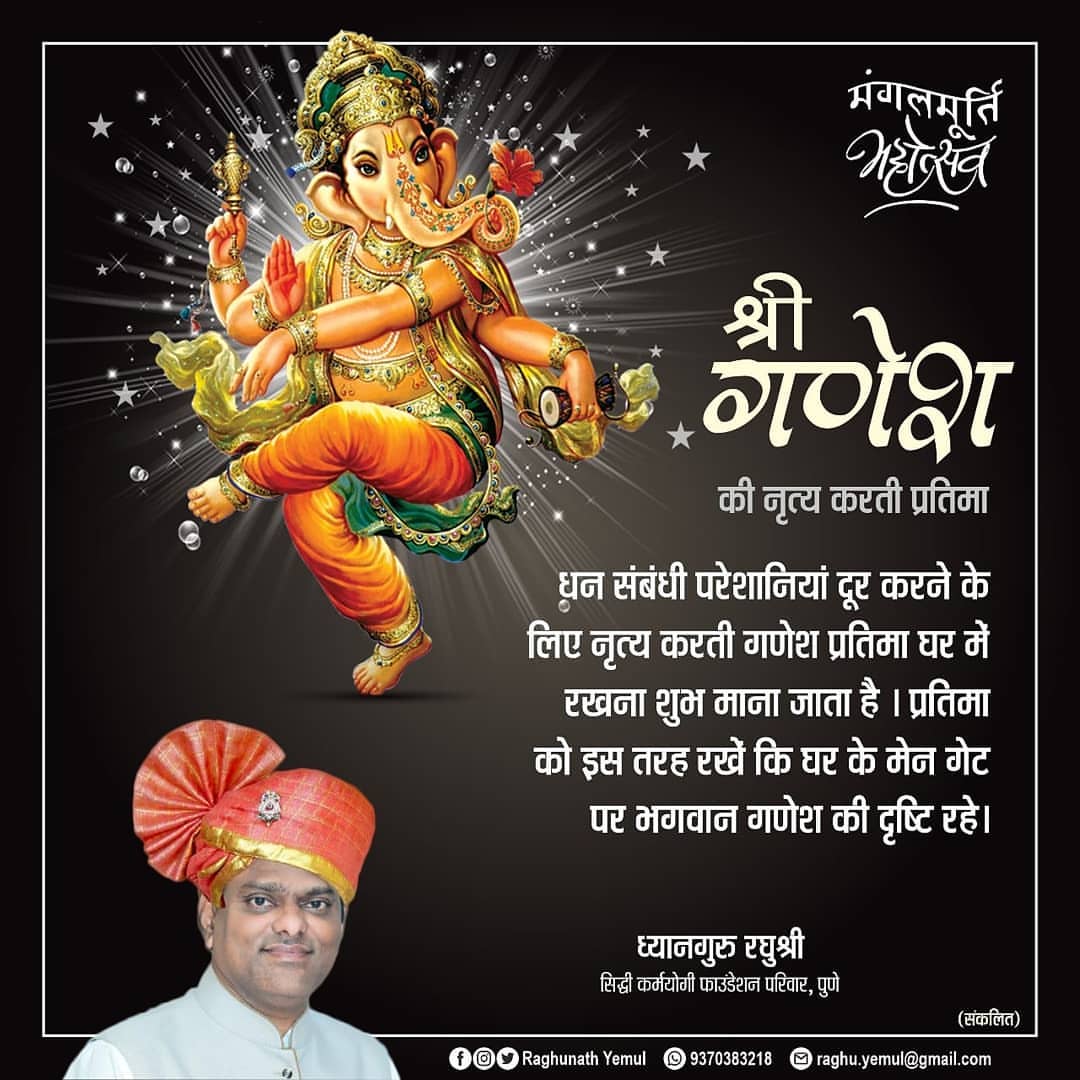 मंगलमूर्ति
महोत्सव
श्री
गणेश
की नृत्य करती प्रतिमा
धन संबंधी परेशानियां दूर करने के
लिए नृत्य करती गणेश प्रतिमा घर में
रखना शुभ माना जाता है । प्रतिमा
को इस तरह रखें कि घर के मेन गेट
पर भगवान गणेश की दृष्टि रहे।
ध्यानगुरु रघुश्री
सिद्धी कर्मयोगी फाउंडेशन परिवार, पुणे
(संकलित)
Raghunath Yemul 9370383218 raghu.yemul@gmail.com